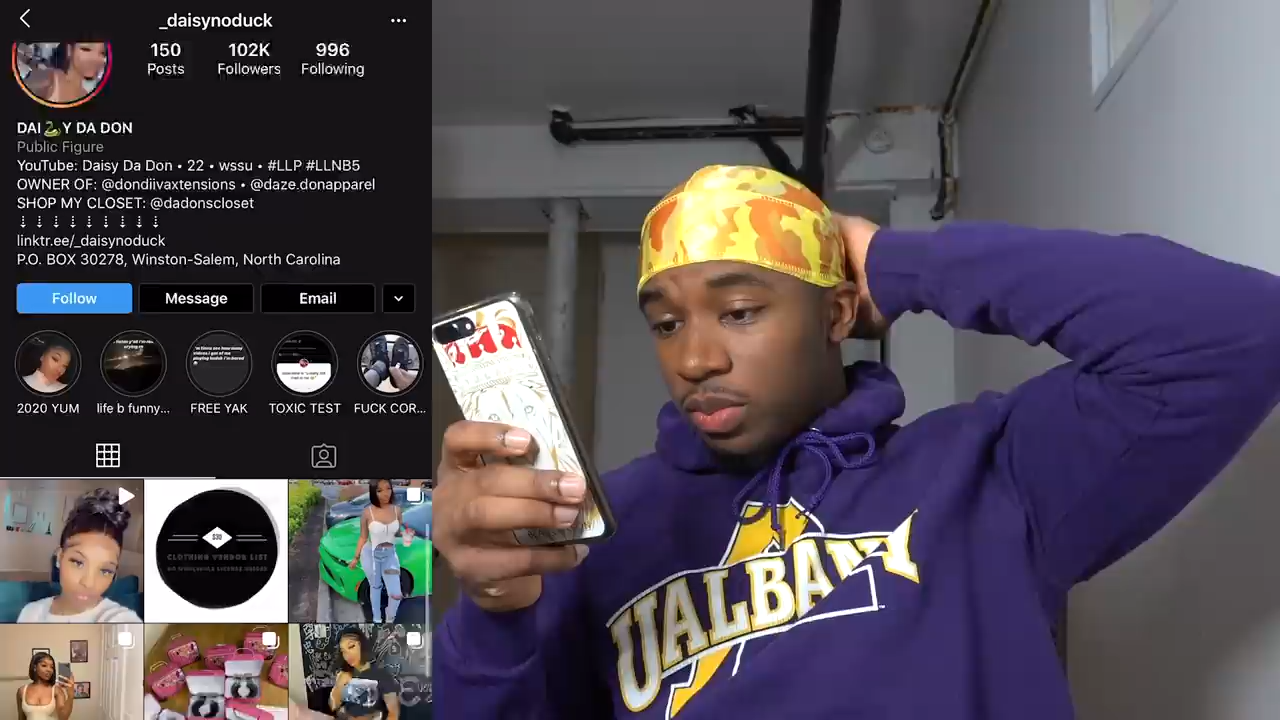 _daisynoduck
150 102K 996
Posts Followers Following
DAI🐍Y DA DON
Public Figure
YouTube: Daisy Da Don • 22 • wssu • #LLP #LLNB5
OWNER OF: @dondiivaxtensions • @daze.donapparel
SHOP MY CLOSET: @dadonscloset
⇣ ⇣ ⇣ ⇣ ⇣ ⇣ ⇣ ⇣ ⇣
linktr.ee/_daisynoduck
P.O. BOX 30278, Winston-Salem, North Carolina
Follow Message Email
2020 YUM life b funny... FREE YAK TOXIC TEST FUCK COR...
$30
CLOTHING VENDOR LIST
UALBANY